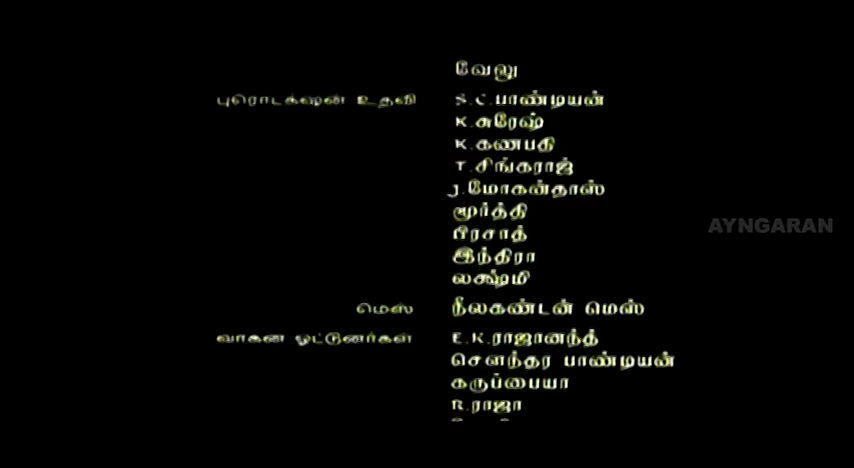 வேலு
புரொடக்ஷன் உதவி S.C.பாண்டியன்
K.சுரேஷ்
K.கணபதி
T.சிங்கராஜ்
J.மோகன்தாஸ்
மூர்த்தி
பிரசாத்
இந்திரா
லக்ஷ்மி
மெஸ் நீலகண்டன் மெஸ்
வாகன ஓட்டுனர்கள் E.K.ராஜானந்த்
சௌந்தர பாண்டியன்
கருப்பையா
R.ராஜா
AYNGARAN